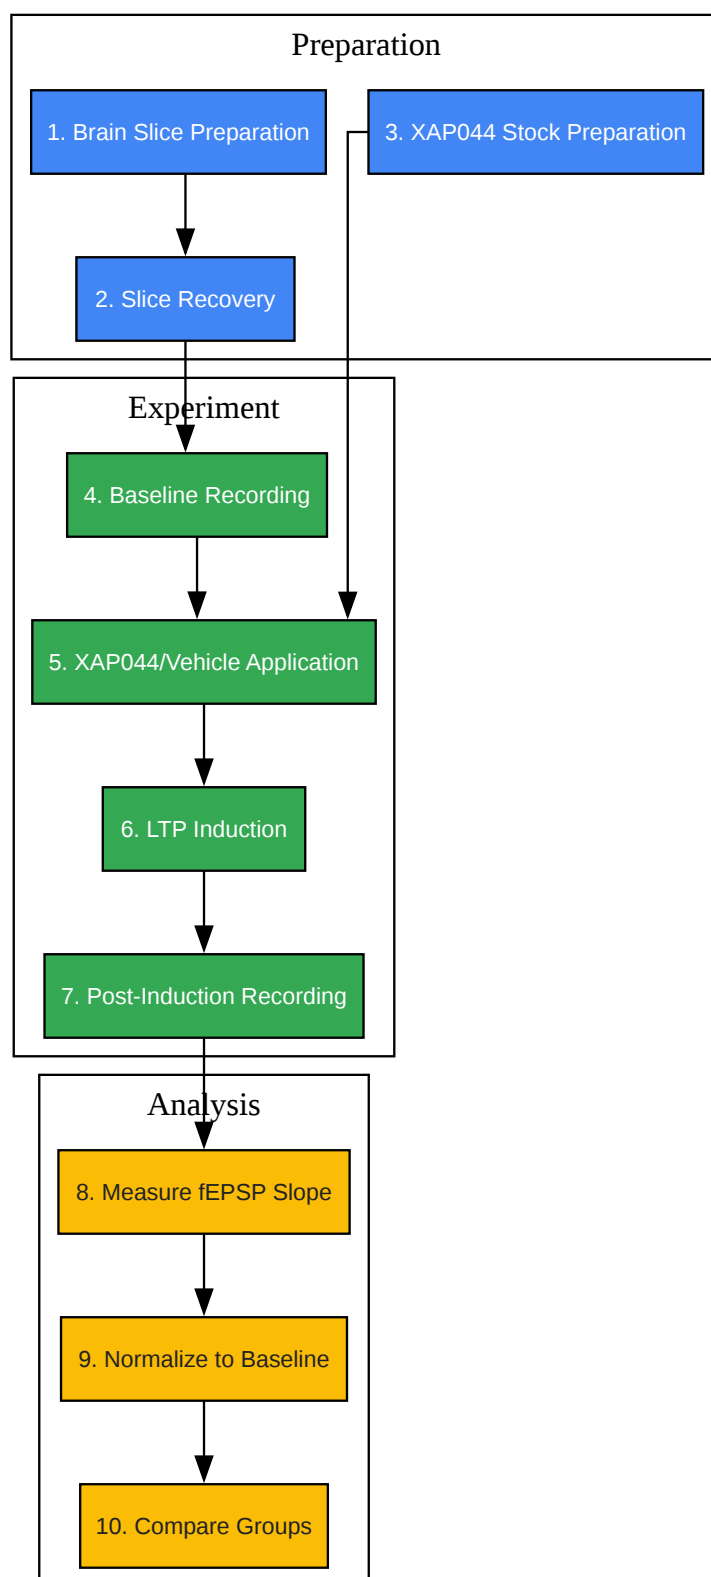 Preparation
1. Brain Slice Preparation
3. XAP044 Stock Preparation
2. Slice Recovery
Experiment
4. Baseline Recording
5. XAP044/Vehicle Application
6. LTP Induction
7. Post-Induction Recording
Analysis
8. Measure fEPSP Slope
9. Normalize to Baseline
10. Compare Groups